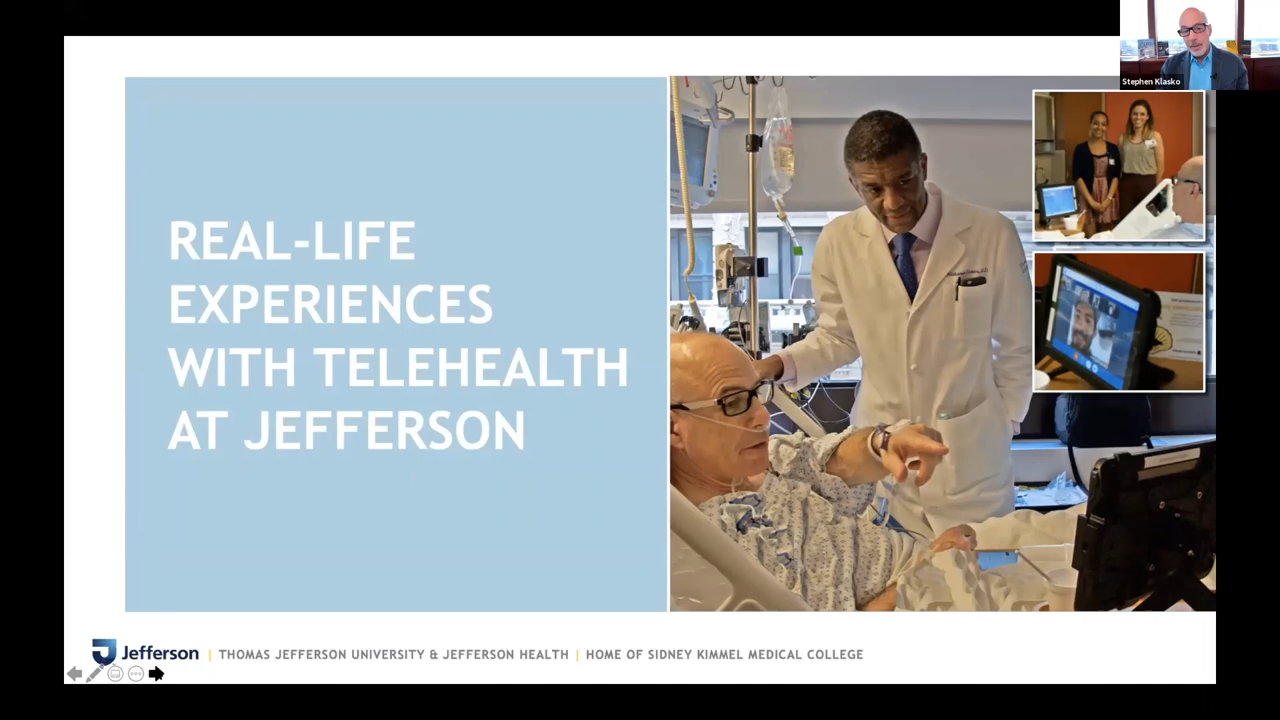 Stephen Klasko
REAL-LIFE
EXPERIENCES
WITH TELEHEALTH
AT JEFFERSON
Jefferson | THOMAS JEFFERSON UNIVERSITY & JEFFERSON HEALTH | HOME OF SIDNEY KIMMEL MEDICAL COLLEGE